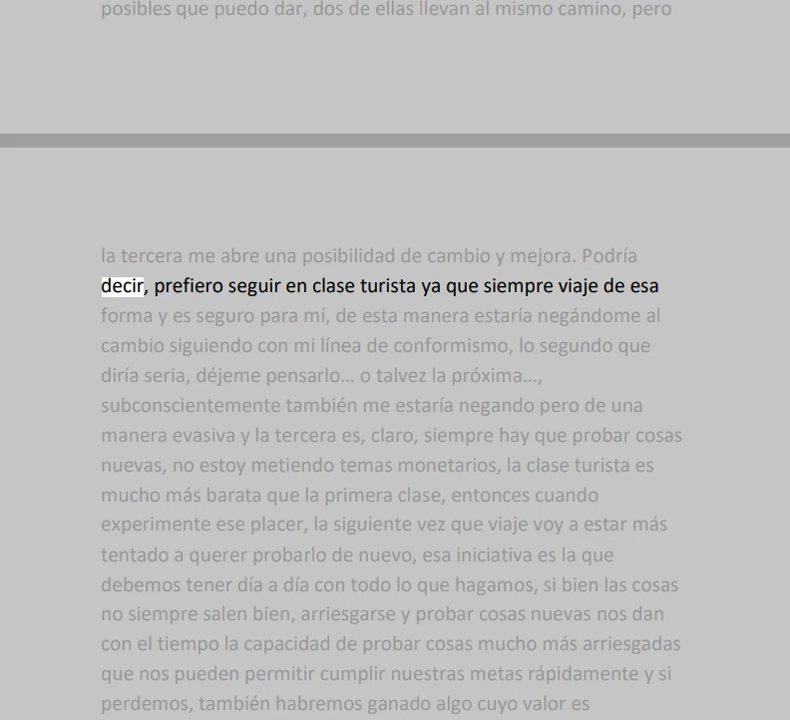 posibles que puedo dar, dos de ellas llevan al mismo camino, pero
la tercera me abre una posibilidad de cambio y mejora. Podría
decir, prefiero seguir en clase turista ya que siempre viaje de esa
forma y es seguro para mí, de esta manera estaría negándome al
cambio siguiendo con mi línea de conformismo, lo segundo que
diría seria, déjeme pensarlo... o talvez la próxima...,
subconscientemente también me estaría negando pero de una
manera evasiva y la tercera es, claro, siempre hay que probar cosas
nuevas, no estoy metiendo temas monetarios, la clase turista es
mucho más barata que la primera clase, entonces cuando
experimente ese placer, la siguiente vez que viaje voy a estar más
tentado a querer probarlo de nuevo, esa iniciativa es la que
debemos tener día a día con todo lo que hagamos, si bien las cosas
no siempre salen bien, arriesgarse y probar cosas nuevas nos dan
con el tiempo la capacidad de probar cosas mucho más arriesgadas
que nos pueden permitir cumplir nuestras metas rápidamente y si
perdemos, también habremos ganado algo cuyo valor es